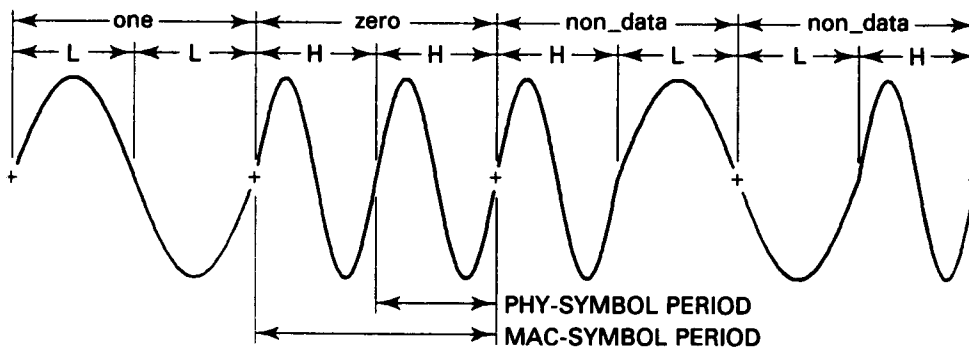 one zero non_data non_data
L L H H H L L H
+ + + +
PHY-SYMBOL PERIOD
MAC-SYMBOL PERIOD